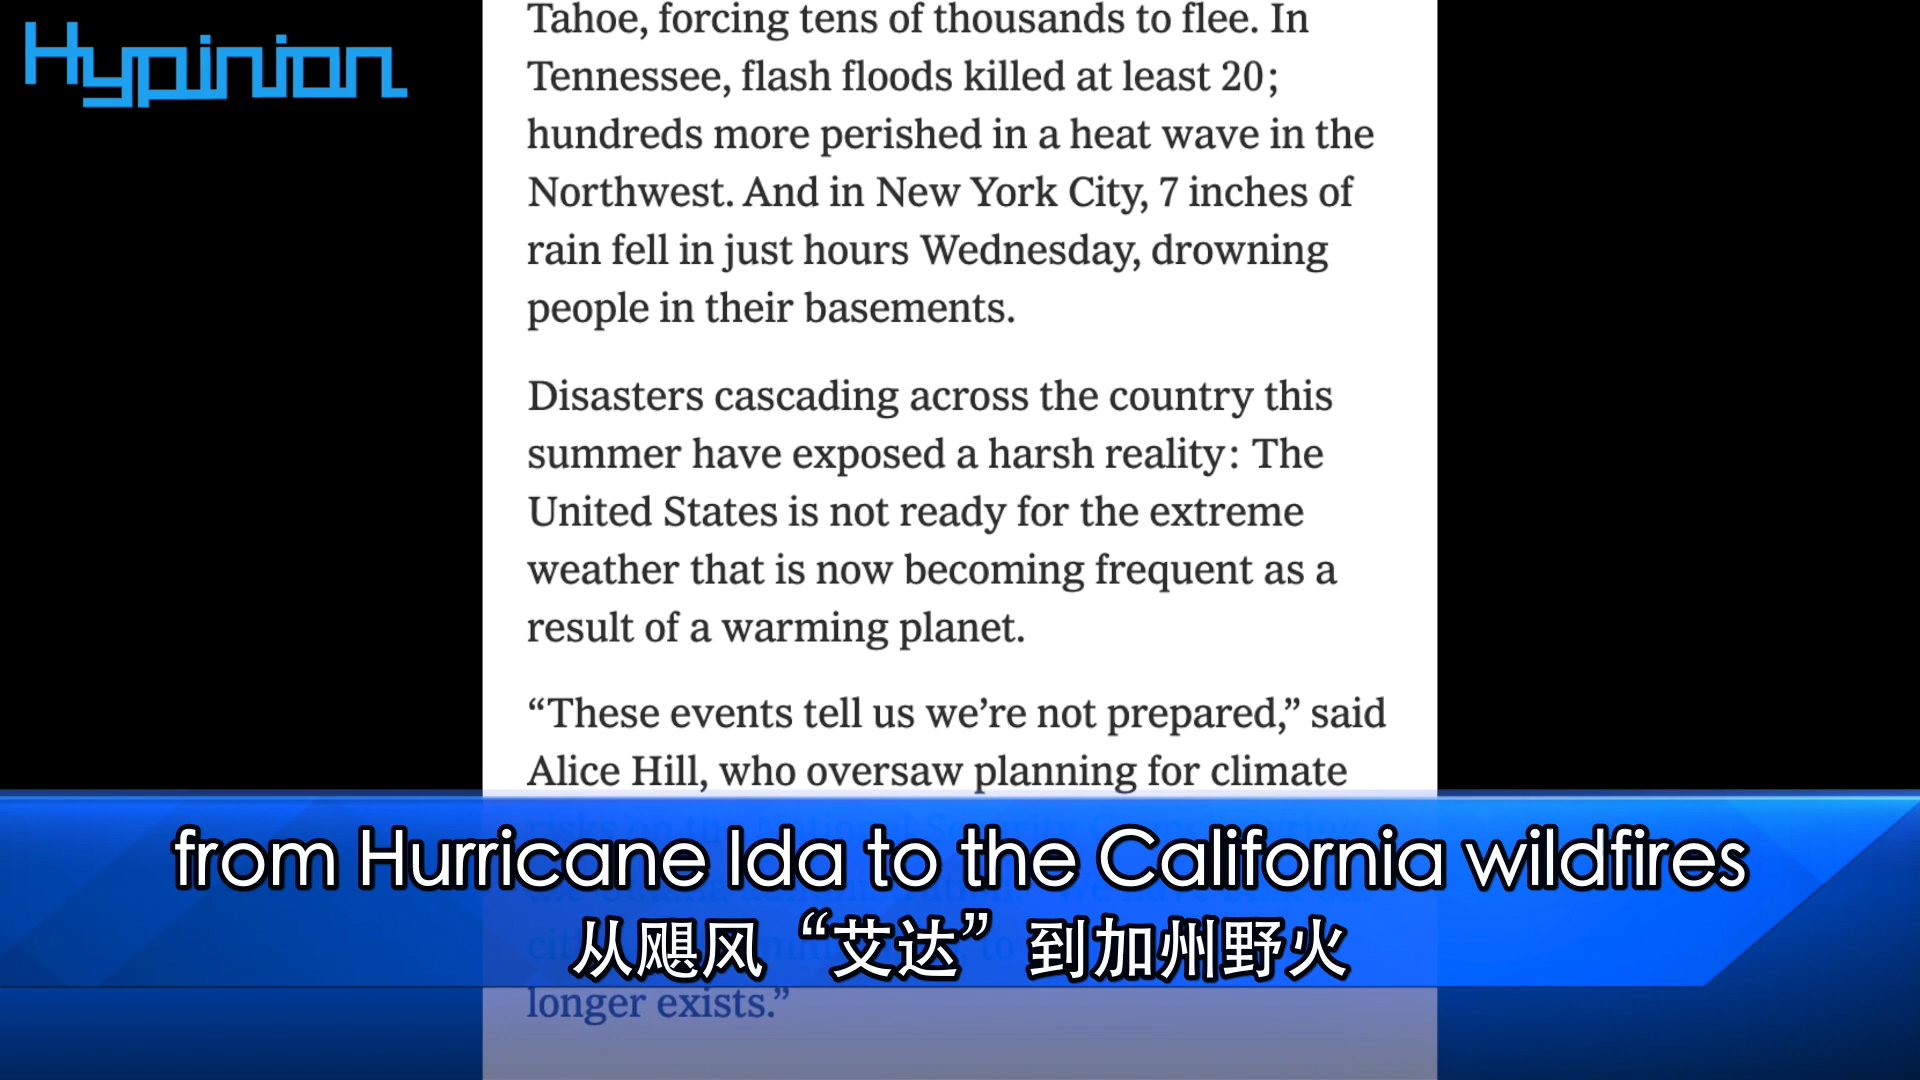 Hypinion
Tahoe, forcing tens of thousands to flee. In
Tennessee, flash floods killed at least 20;
hundreds more perished in a heat wave in the
Northwest. And in New York City, 7 inches of
rain fell in just hours Wednesday, drowning
people in their basements.
Disasters cascading across the country this
summer have exposed a harsh reality: The
United States is not ready for the extreme
weather that is now becoming frequent as a
result of a warming planet.
“These events tell us we’re not prepared,” said
Alice Hill, who oversaw planning for climate
risks on the National Security
from Hurricane Ida to the California wildfires
从飓风“艾达”到加州野火
longer exists.”